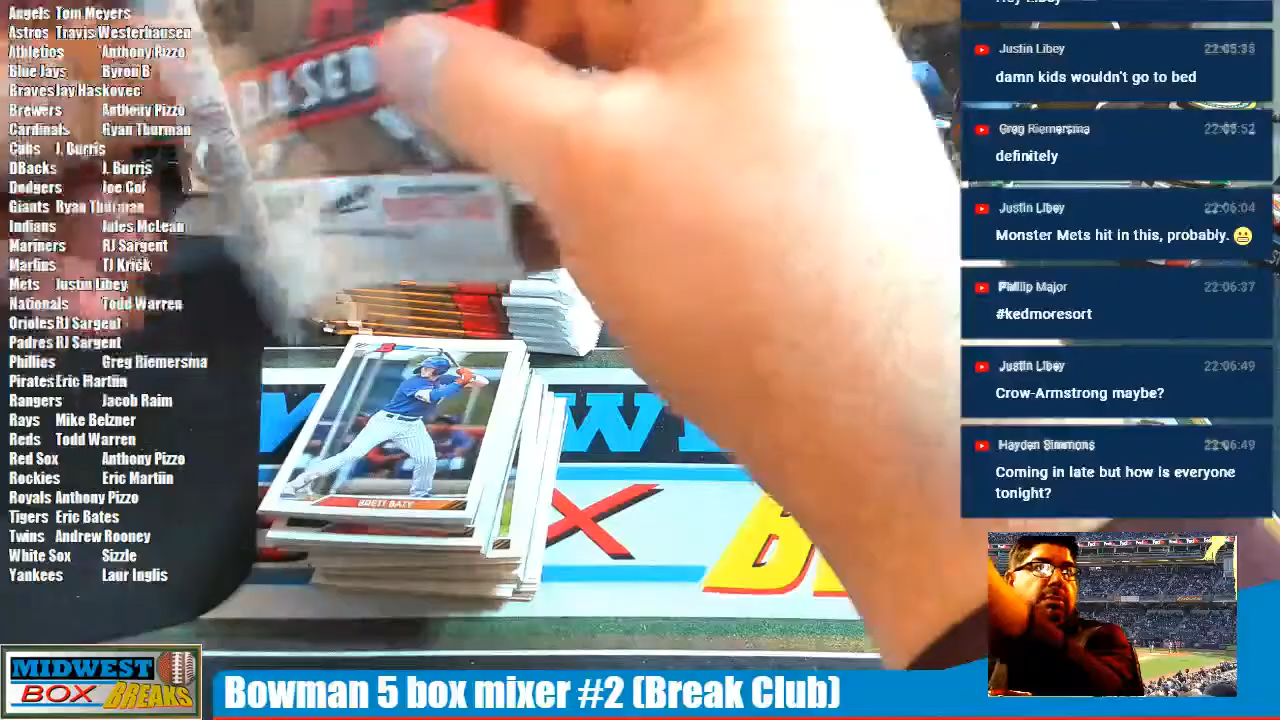 Angels Tom Meyers
Astros Travis Westerhausen
Athletics Anthony Pizzo
Blue Jays Byron B
Braves Jay Haskovec
Brewers Anthony Pizzo
Cardinals Ryan Thurman
Cubs J. Burris
DBacks J. Burris
Dodgers Joe Col
Giants Ryan Thurman
Indians Jules McLean
Mariners RJ Sargent
Marlins TJ Krick
Mets Justin Libey
Nationals Todd Warren
Orioles RJ Sargent
Padres RJ Sargent
Phillies Greg Riemersma
Pirates Eric Martiin
Rangers Jacob Raim
Rays Mike Belzner
Reds Todd Warren
Red Sox Anthony Pizzo
Rockies Eric Martiin
Royals Anthony Pizzo
Tigers Eric Bates
Twins Andrew Rooney
White Sox Sizzle
Yankees Laur Inglis
BASEB
BRETT BATY
W
X
Justin Libey 22:05:35
damn kids wouldn't go to bed
Greg Riemersma 22:05:52
definitely
Justin Libey 22:06:04
Monster Mets hit in this, probably. 😬
Phillip Major 22:06:37
#kedmoresort
Justin Libey 22:06:49
Crow-Armstrong maybe?
Hayden Simmons 22:06:49
Coming in late but how is everyone
tonight?
MIDWEST
BOX BREAKS
Bowman 5 box mixer #2 (Break Club)